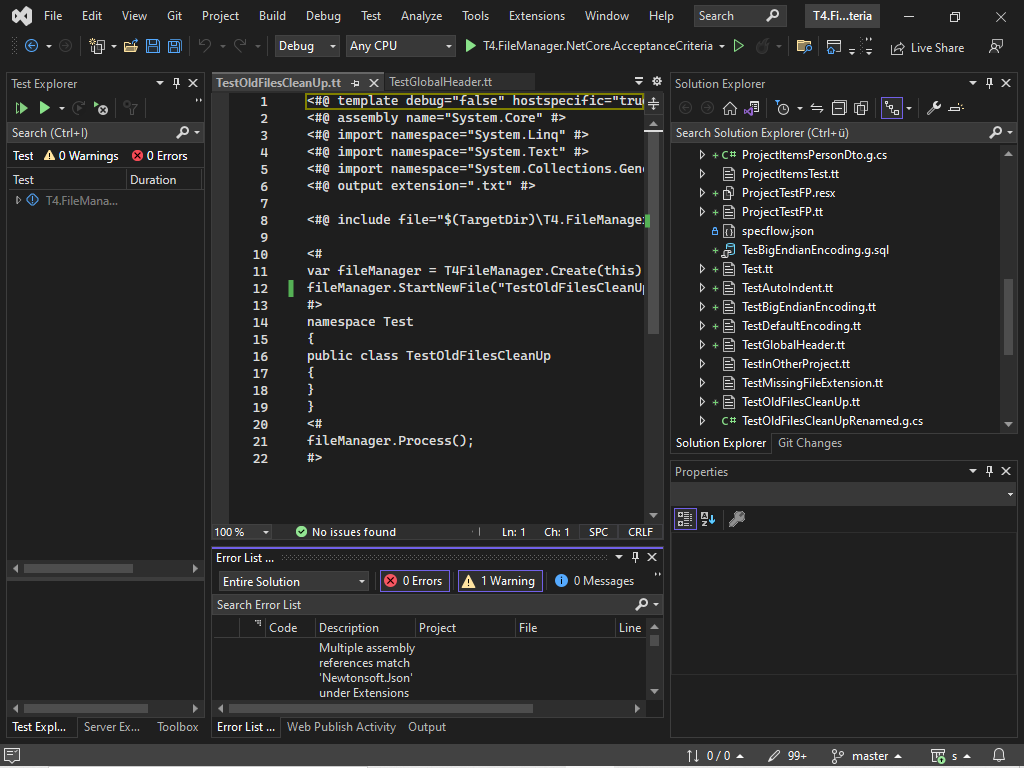 File Edit View Git Project Build Debug Test Analyze Tools Extensions Window Help Search T4.Fi...teria
Debug Any CPU T4.FileManager.NetCore.AcceptanceCriteria Live Share
Test Explorer
Search (Ctrl+I)
Test 0 Warnings 0 Errors
Test Duration
T4.FileMana...
Test Expl... Server Ex... Toolbox
TestOldFilesCleanUp.tt TestGlobalHeader.tt
1 <#@ template debug="false" hostspecific="tru
2 <#@ assembly name="System.Core" #>
3 <#@ import namespace="System.Linq" #>
4 <#@ import namespace="System.Text" #>
5 <#@ import namespace="System.Collections.Gen
6 <#@ output extension=".txt" #>
7
8 <#@ include file="$(TargetDir)\T4.FileManage
9
10 <#
11 var fileManager = T4FileManager.Create(this)
12 fileManager.StartNewFile("TestOldFilesCleanU
13 #>
14 namespace Test
15 {
16 public class TestOldFilesCleanUp
17 {
18 }
19 }
20 <#
21 fileManager.Process();
22 #>
100 % No issues found Ln: 1 Ch: 1 SPC CRLF
Error List ...
Entire Solution 0 Errors 1 Warning 0 Messages
Search Error List
Code Description Project File Line
Multiple assembly
references match
'Newtonsoft.Json'
under Extensions
Error List ... Web Publish Activity Output
Solution Explorer
Search Solution Explorer (Ctrl+ü)
C# ProjectItemsPersonDto.g.cs
ProjectItemsTest.tt
ProjectTestFP.resx
ProjectTestFP.tt
specflow.json
TesBigEndianEncoding.g.sql
Test.tt
TestAutoIndent.tt
TestBigEndianEncoding.tt
TestDefaultEncoding.tt
TestGlobalHeader.tt
TestInOtherProject.tt
TestMissingFileExtension.tt
TestOldFilesCleanUp.tt
C# TestOldFilesCleanUpRenamed.g.cs
Solution Explorer Git Changes
Properties
0 / 0 99+ master s